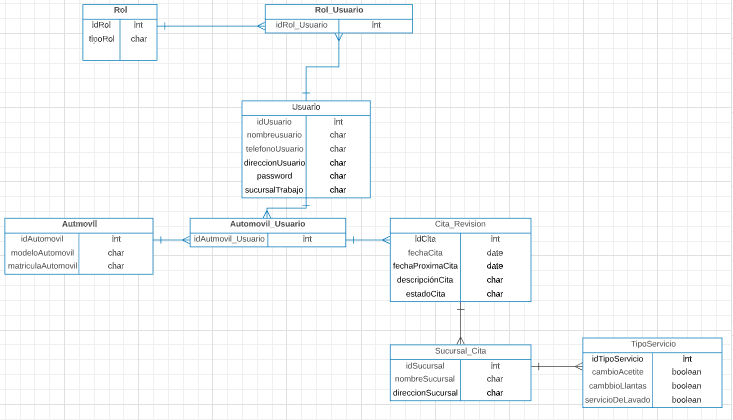 Rol
idRol int
tipoRol char
Rol_Usuario
idRol_Usuario int
Usuario
idUsuario int
nombreusuario char
telefonoUsuario char
direccionUsuario char
password char
sucursalTrabajo char
Autmovil
idAutomovil int
modeloAutomovil char
matriculaAutomovil char
Automovil_Usuario
idAutmovil_Usuario int
Cita_Revision
idCita int
fechaCita date
fechaProximaCita date
descripciónCita char
estadoCita char
Sucursal_Cita
idSucursal int
nombreSucursal char
direccionSucursal char
TipoServicio
idTipoServicio int
cambioAcetite boolean
cambbioLlantas boolean
servicioDeLavado boolean